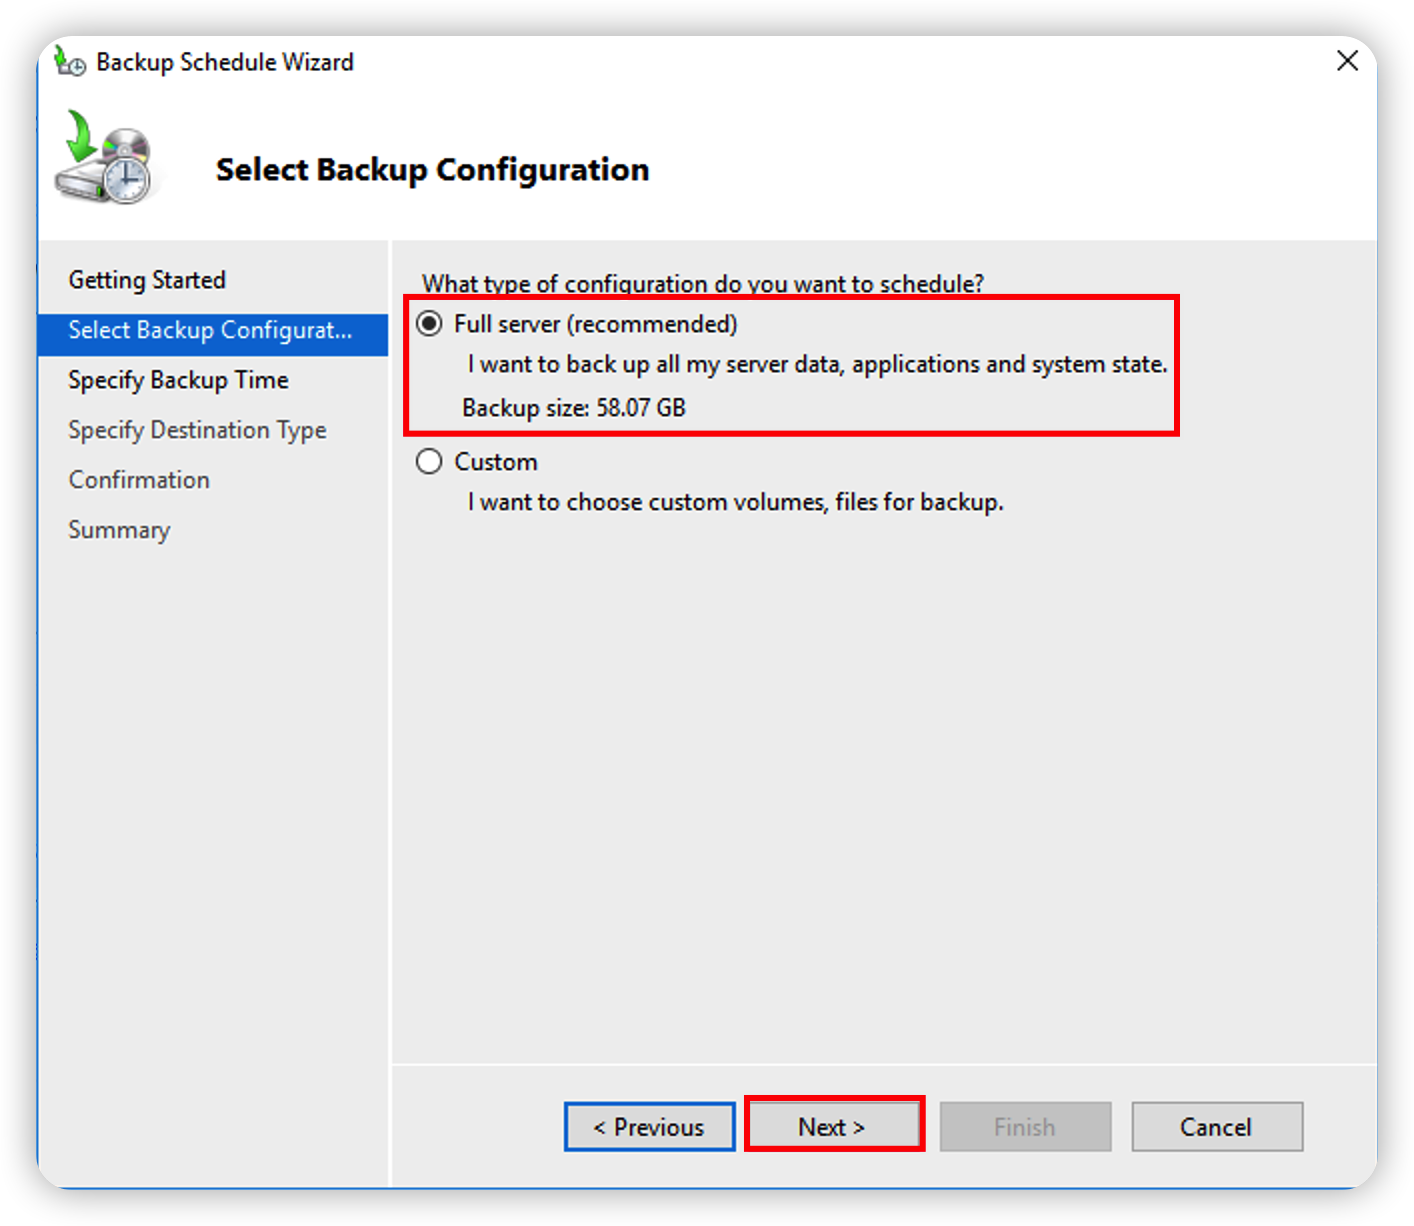 Backup Schedule Wizard
Select Backup Configuration
Getting Started
Select Backup Configurat...
Specify Backup Time
Specify Destination Type
Confirmation
Summary
What type of configuration do you want to schedule?
Full server (recommended)
I want to back up all my server data, applications and system state.
Backup size: 58.07 GB
Custom
I want to choose custom volumes, files for backup.
< Previous
Next >
Finish
Cancel